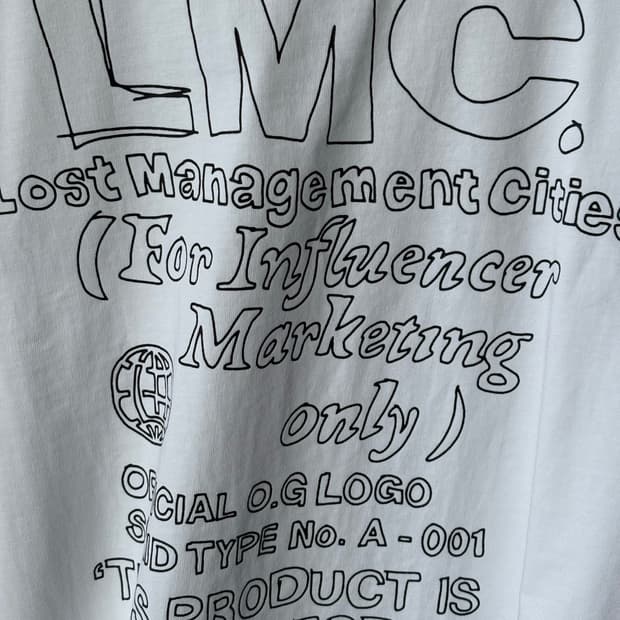 LMC.
Lost Management Cities
(For Influencer
Marketing
only)
OFFICIAL O.G LOGO
TYPE No. A - 001
PRODUCT IS